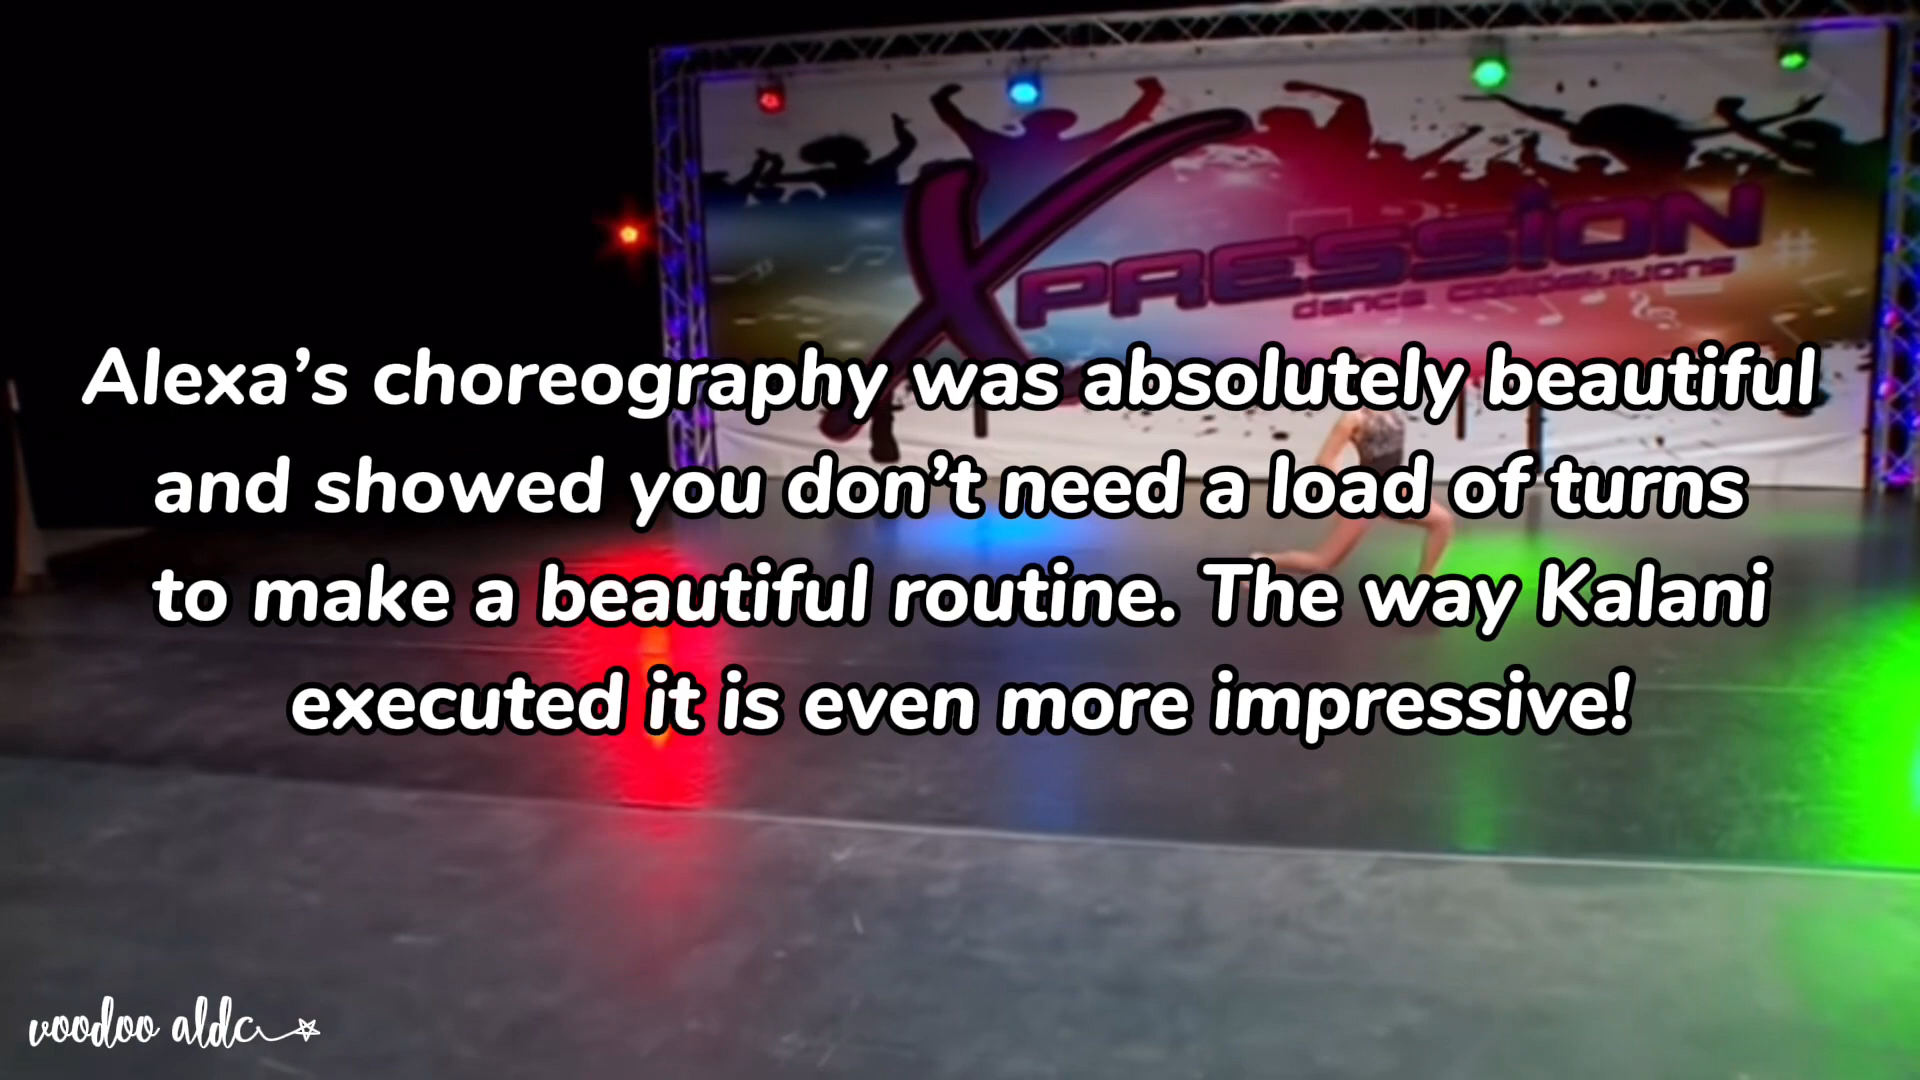 XPRESSION
dance competitions
Alexa’s choreography was absolutely beautiful
and showed you don’t need a load of turns
to make a beautiful routine. The way Kalani
executed it is even more impressive!
voodoo aldc